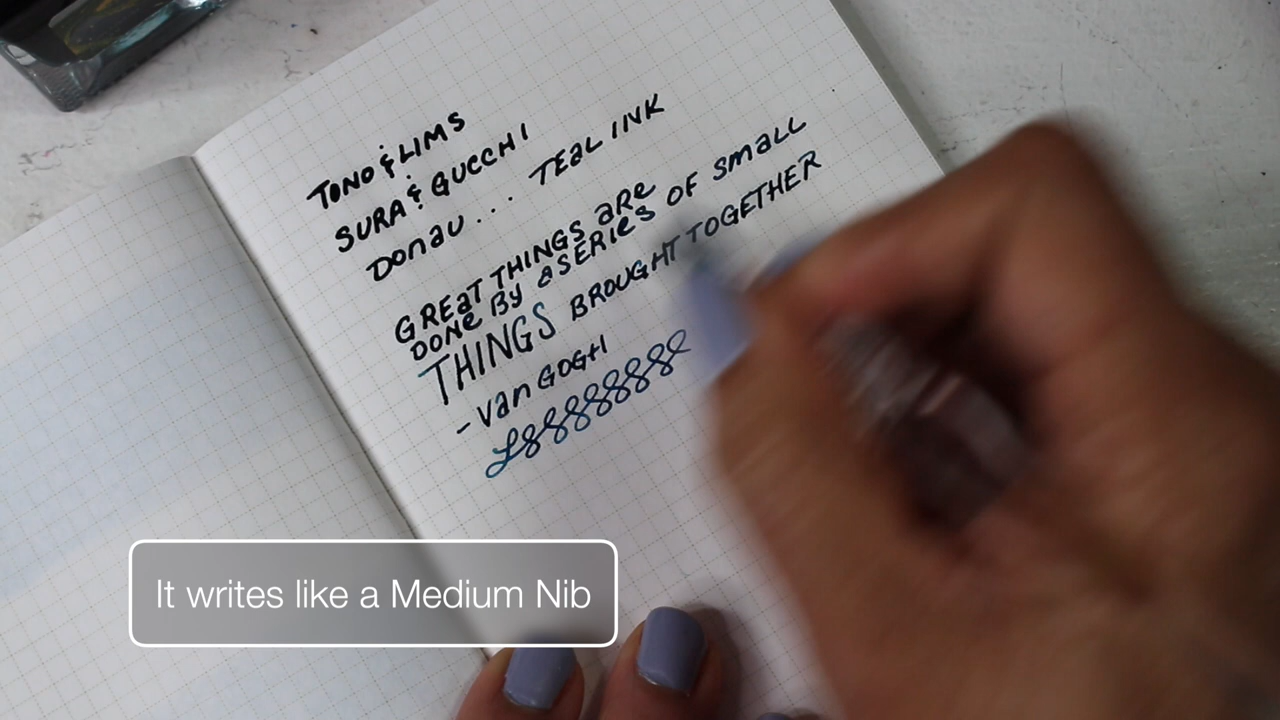 TONO & LIMS
SURA & GUCCHI
Donau... TEaL INK
GREaT THINGS aRe
DONe BY a SERIeS OF Small
THINGS BROUGHT TOGETHER
- Van GOGH
It writes like a Medium Nib